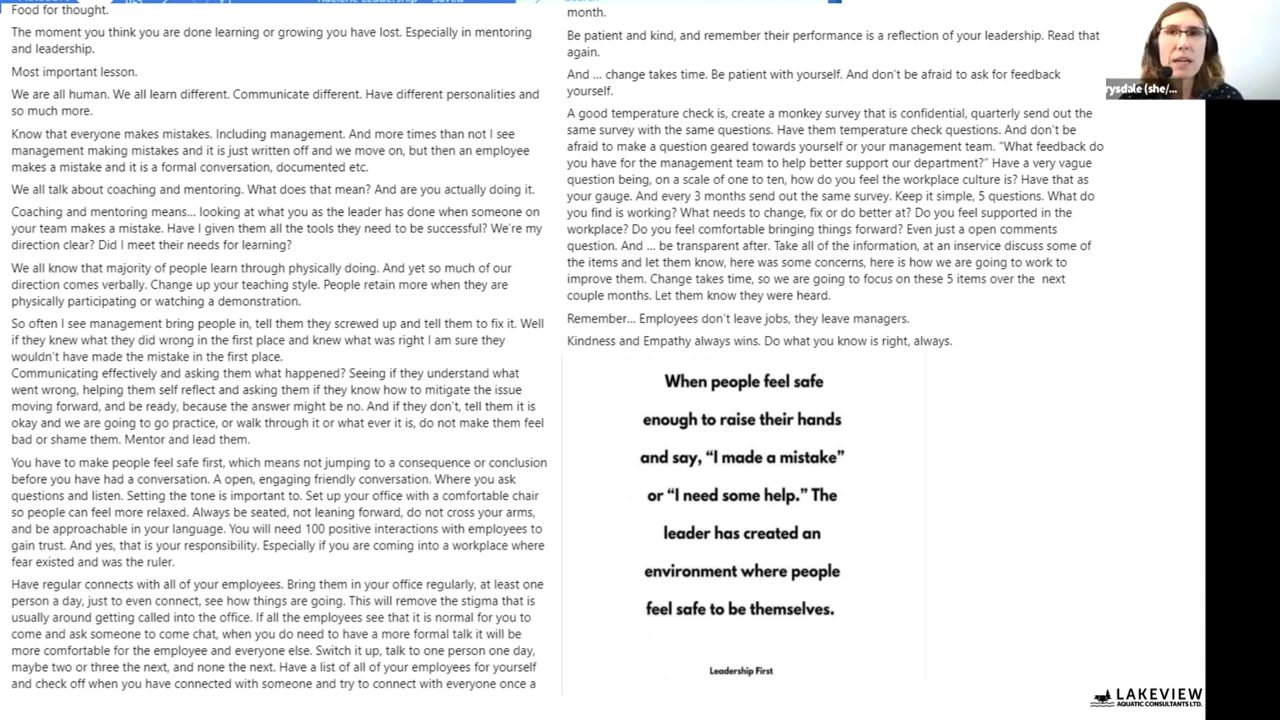 Food for thought.
The moment you think you are done learning or growing you have lost. Especially in mentoring
and leadership.
Most important lesson.
We are all human. We all learn different. Communicate different. Have different personalities and
so much more.
Know that everyone makes mistakes. Including management. And more times than not I see
management making mistakes and it is just written off and we move on, but then an employee
makes a mistake and it is a formal conversation, documented etc.
We all talk about coaching and mentoring. What does that mean? And are you actually doing it.
Coaching and mentoring means... looking at what you as the leader has done when someone on
your team makes a mistake. Have I given them all the tools they need to be successful? We're my
direction clear? Did I meet their needs for learning?
We all know that majority of people learn through physically doing. And yet so much of our
direction comes verbally. Change up your teaching style. People retain more when they are
physically participating or watching a demonstration.
So often I see management bring people in, tell them they screwed up and tell them to fix it. Well
if they knew what they did wrong in the first place and knew what was right I am sure they
wouldn't have made the mistake in the first place.
Communicating effectively and asking them what happened? Seeing if they understand what
went wrong, helping them self reflect and asking them if they know how to mitigate the issue
moving forward, and be ready, because the answer might be no. And if they don't, tell them it is
okay and we are going to go practice, or walk through it or what ever it is, do not make them feel
bad or shame them. Mentor and lead them.
You have to make people feel safe first, which means not jumping to a consequence or conclusion
before you have had a conversation. A open, engaging friendly conversation. Where you ask
questions and listen. Setting the tone is important to. Set up your office with a comfortable chair
so people can feel more relaxed. Always be seated, not leaning forward, do not cross your arms,
and be approachable in your language. You will need 100 positive interactions with employees to
gain trust. And yes, that is your responsibility. Especially if you are coming into a workplace where
fear existed and was the ruler.
Have regular connects with all of your employees. Bring them in your office regularly, at least one
person a day, just to even connect, see how things are going. This will remove the stigma that is
usually around getting called into the office. If all the employees see that it is normal for you to
come and ask someone to come chat, when you do need to have a more formal talk it will be
more comfortable for the employee and everyone else. Switch it up, talk to one person one day,
maybe two or three the next, and none the next. Have a list of all of your employees for yourself
and check off when you have connected with someone and try to connect with everyone once a
month.
Be patient and kind, and remember their performance is a reflection of your leadership. Read that
again.
And ... change takes time. Be patient with yourself. And don't be afraid to ask for feedback
yourself.
A good temperature check is, create a monkey survey that is confidential, quarterly send out the
same survey with the same questions. Have them temperature check questions. And don't be
afraid to make a question geared towards yourself or your management team. "What feedback do
you have for the management team to help better support our department?" Have a very vague
question being, on a scale of one to ten, how do you feel the workplace culture is? Have that as
your gauge. And every 3 months send out the same survey. Keep it simple, 5 questions. What do
you find is working? What needs to change, fix or do better at? Do you feel supported in the
workplace? Do you feel comfortable bringing things forward? Even just a open comments
question. And ... be transparent after. Take all of the information, at an inservice discuss some of
the items and let them know, here was some concerns, here is how we are going to work to
improve them. Change takes time, so we are going to focus on these 5 items over the next
couple months. Let them know they were heard.
Remember... Employees don't leave jobs, they leave managers.
Kindness and Empathy always wins. Do what you know is right, always.
When people feel safe
enough to raise their hands
and say, "I made a mistake"
or "I need some help." The
leader has created an
environment where people
feel safe to be themselves.
Leadership First
rysdale (she/...
LAKEVIEW
AQUATIC CONSULTANTS LTD.